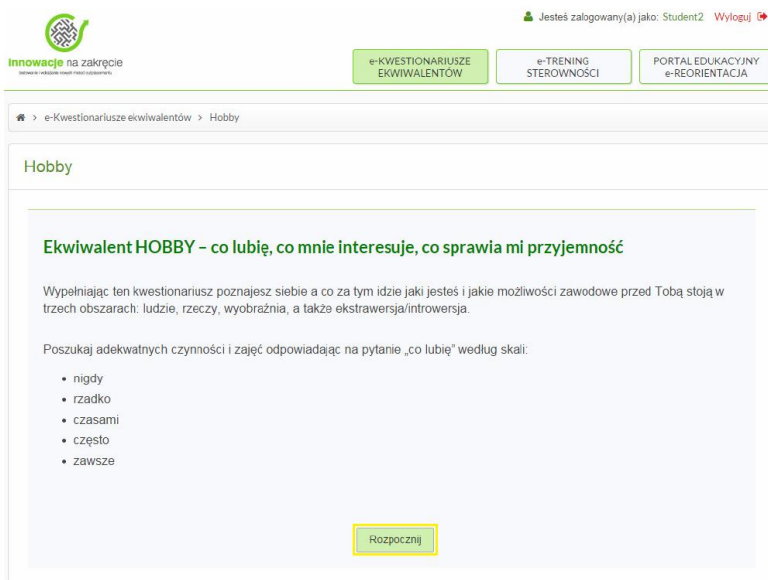 Jesteś zalogowany(a) jako: Student2 Wyloguj
innowacje na zakręcie
e-KWESTIONARIUSZE
EKWIWALENTÓW
e-TRENING
STEROWNOŚCI
PORTAL EDUKACYJNY
e-REORIENTACJA
> e-Kwestionariusze ekwiwalentów > Hobby
Hobby
Ekwiwalent HOBBY – co lubię, co mnie interesuje, co sprawia mi przyjemność
Wypełniając ten kwestionariusz poznajesz siebie a co za tym idzie jaki jesteś i jakie możliwości zawodowe przed Tobą stoją w
trzech obszarach: ludzie, rzeczy, wyobraźnia, a także ekstrawersja/introwersja.
Poszukaj adekwatnych czynności i zajęć odpowiadając na pytanie „co lubię” według skali:
• nigdy
• rzadko
• czasami
• często
• zawsze
Rozpocznij